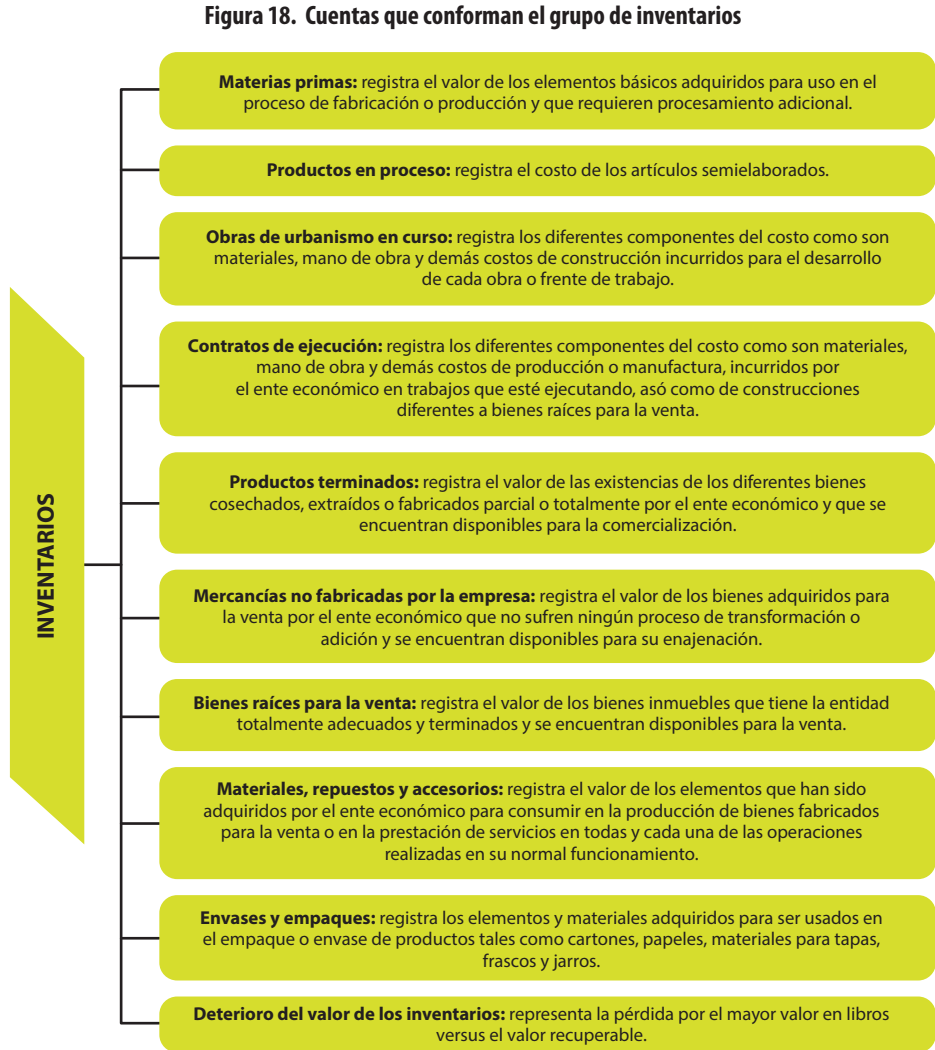 Figura 18. Cuentas que conforman el grupo de inventarios
INVENTARIOS
Materias primas: registra el valor de los elementos básicos adquiridos para uso en el
proceso de fabricación o producción y que requieren procesamiento adicional.
Productos en proceso: registra el costo de los artículos semielaborados.
Obras de urbanismo en curso: registra los diferentes componentes del costo como son
materiales, mano de obra y demás costos de construcción incurridos para el desarrollo
de cada obra o frente de trabajo.
Contratos de ejecución: registra los diferentes componentes del costo como son materiales,
mano de obra y demás costos de producción o manufactura, incurridos por
el ente económico en trabajos que esté ejecutando, asó como de construcciones
diferentes a bienes raíces para la venta.
Productos terminados: registra el valor de las existencias de los diferentes bienes
cosechados, extraídos o fabricados parcial o totalmente por el ente económico y que se
encuentran disponibles para la comercialización.
Mercancías no fabricadas por la empresa: registra el valor de los bienes adquiridos para
la venta por el ente económico que no sufren ningún proceso de transformación o
adición y se encuentran disponibles para su enajenación.
Bienes raíces para la venta: registra el valor de los bienes inmuebles que tiene la entidad
totalmente adecuados y terminados y se encuentran disponibles para la venta.
Materiales, repuestos y accesorios: registra el valor de los elementos que han sido
adquiridos por el ente económico para consumir en la producción de bienes fabricados
para la venta o en la prestación de servicios en todas y cada una de las operaciones
realizadas en su normal funcionamiento.
Envases y empaques: registra los elementos y materiales adquiridos para ser usados en
el empaque o envase de productos tales como cartones, papeles, materiales para tapas,
frascos y jarros.
Deterioro del valor de los inventarios: representa la pérdida por el mayor valor en libros
versus el valor recuperable.